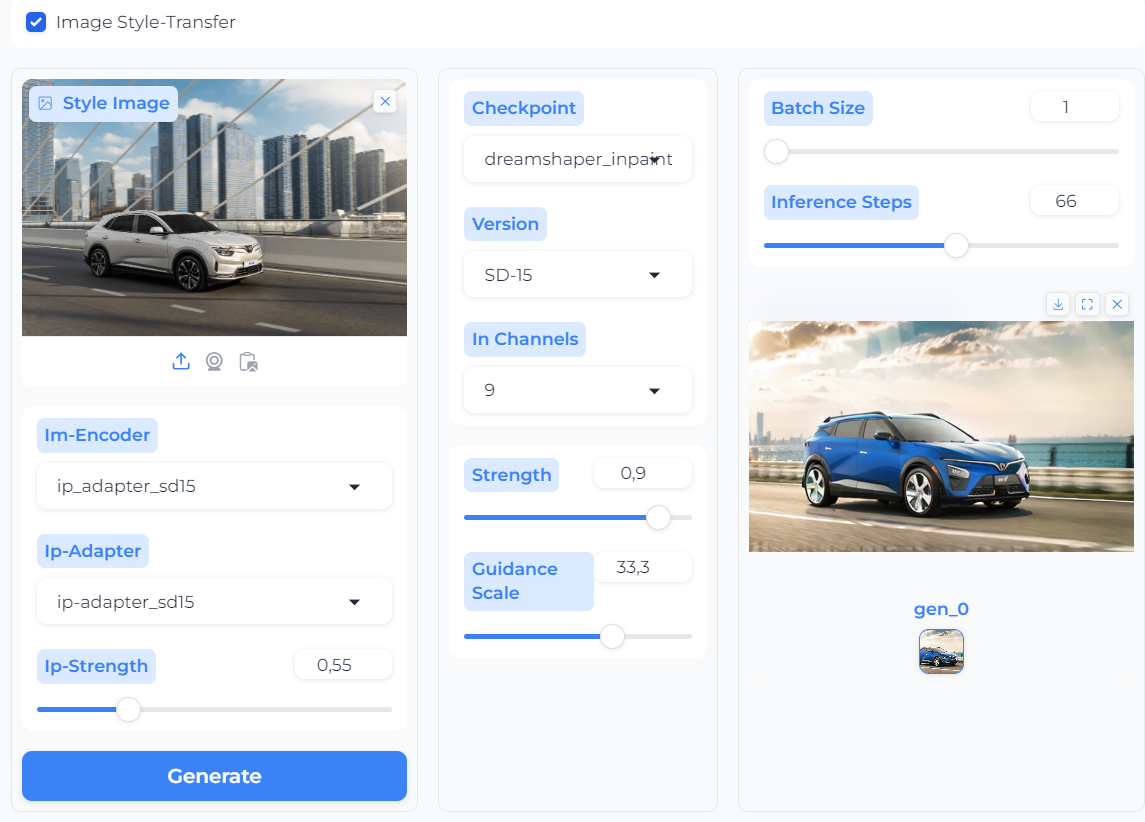 Image Style-Transfer
Style Image
Im-Encoder
ip_adapter_sd15
Ip-Adapter
ip-adapter_sd15
Ip-Strength
0,55
Generate
Checkpoint
dreamshaper_inpaint
Version
SD-15
In Channels
9
Strength
0,9
Guidance
Scale
33,3
Batch Size
1
Inference Steps
66
gen_0